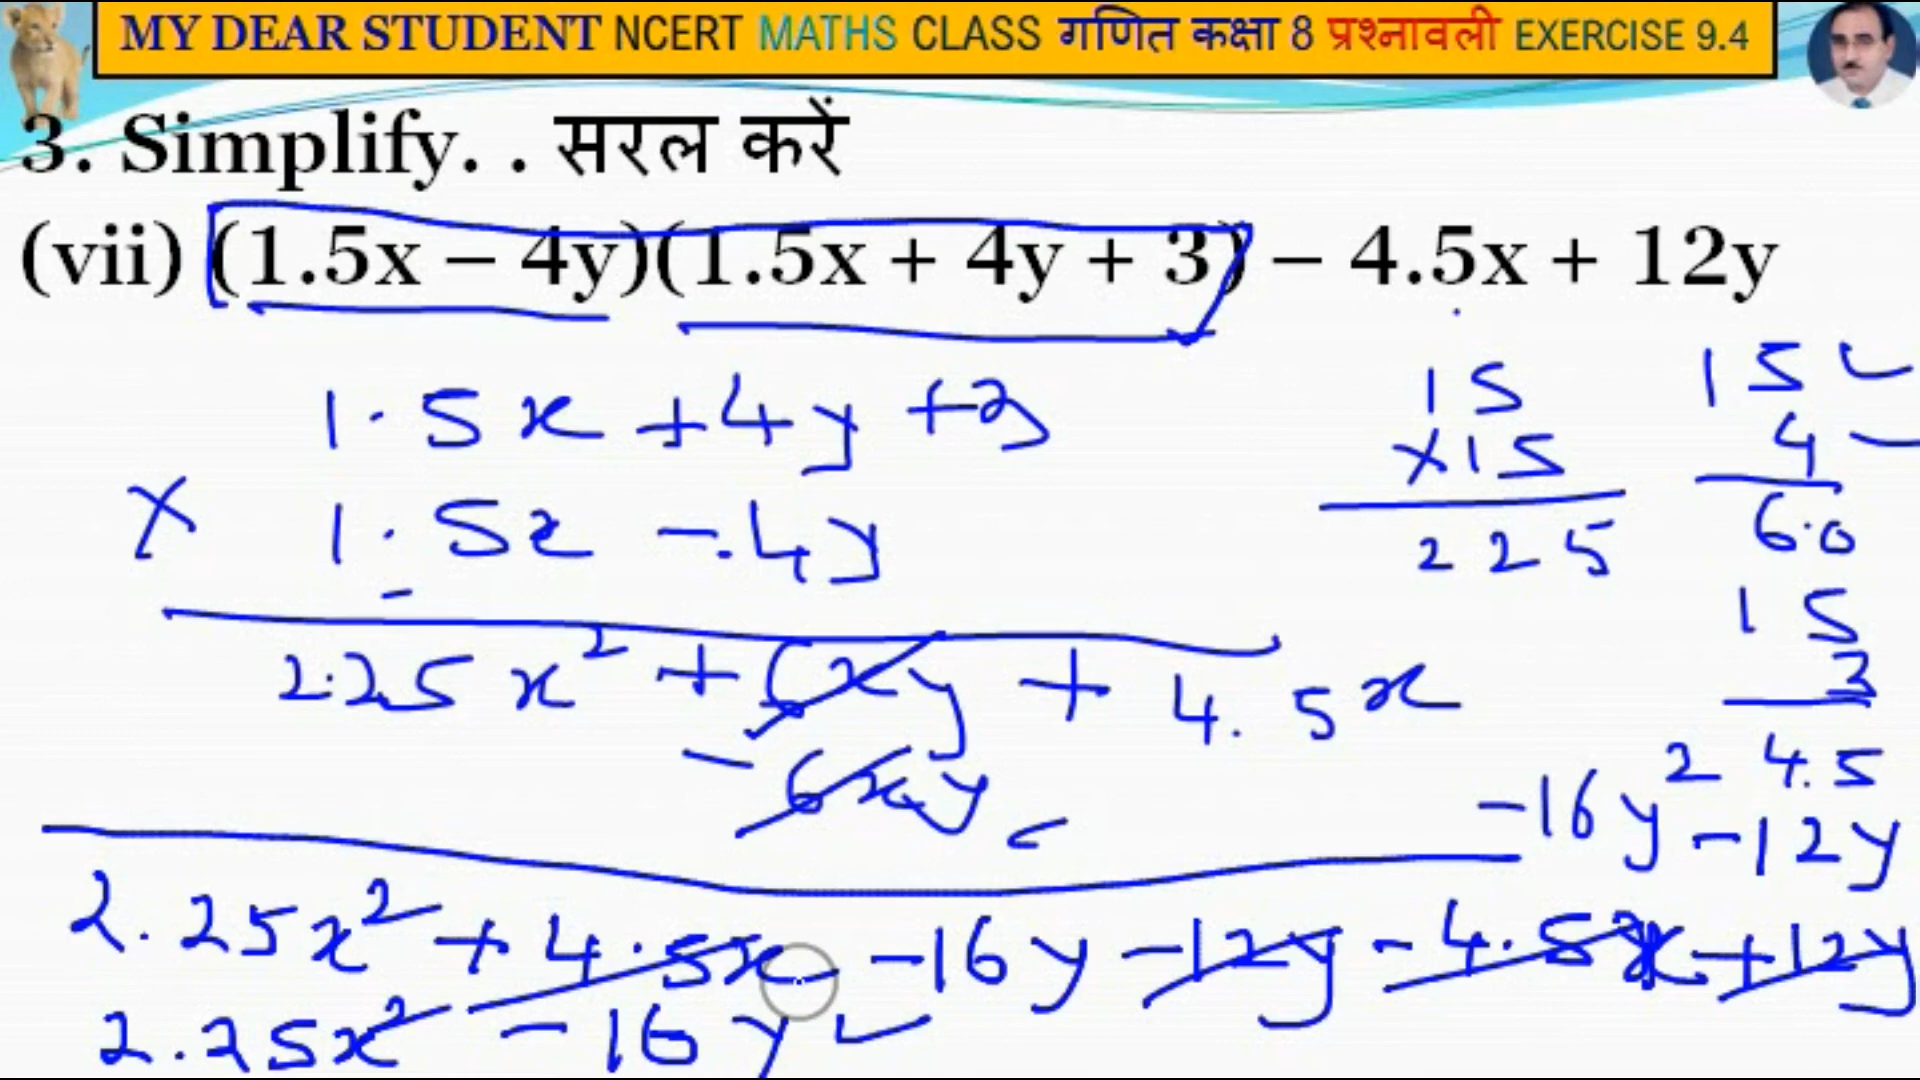 MY DEAR STUDENT NCERT MATHS CLASS गणित कक्षा 8 प्रश्नावली EXERCISE 9.4
3. Simplify. . सरल करें
(vii) (1.5x – 4y)(1.5x + 4y + 3) – 4.5x + 12y
1.5x +4y +3
x 1.5x -4y
2.25x² + 6xy + 4.5x
- 6xy
-16y² -12y
2.25x² + 4.5x -16y -12y -4.5x +12y
2.25x² - 16y
15
x15
225
15
4
6.0
15
3
4.5